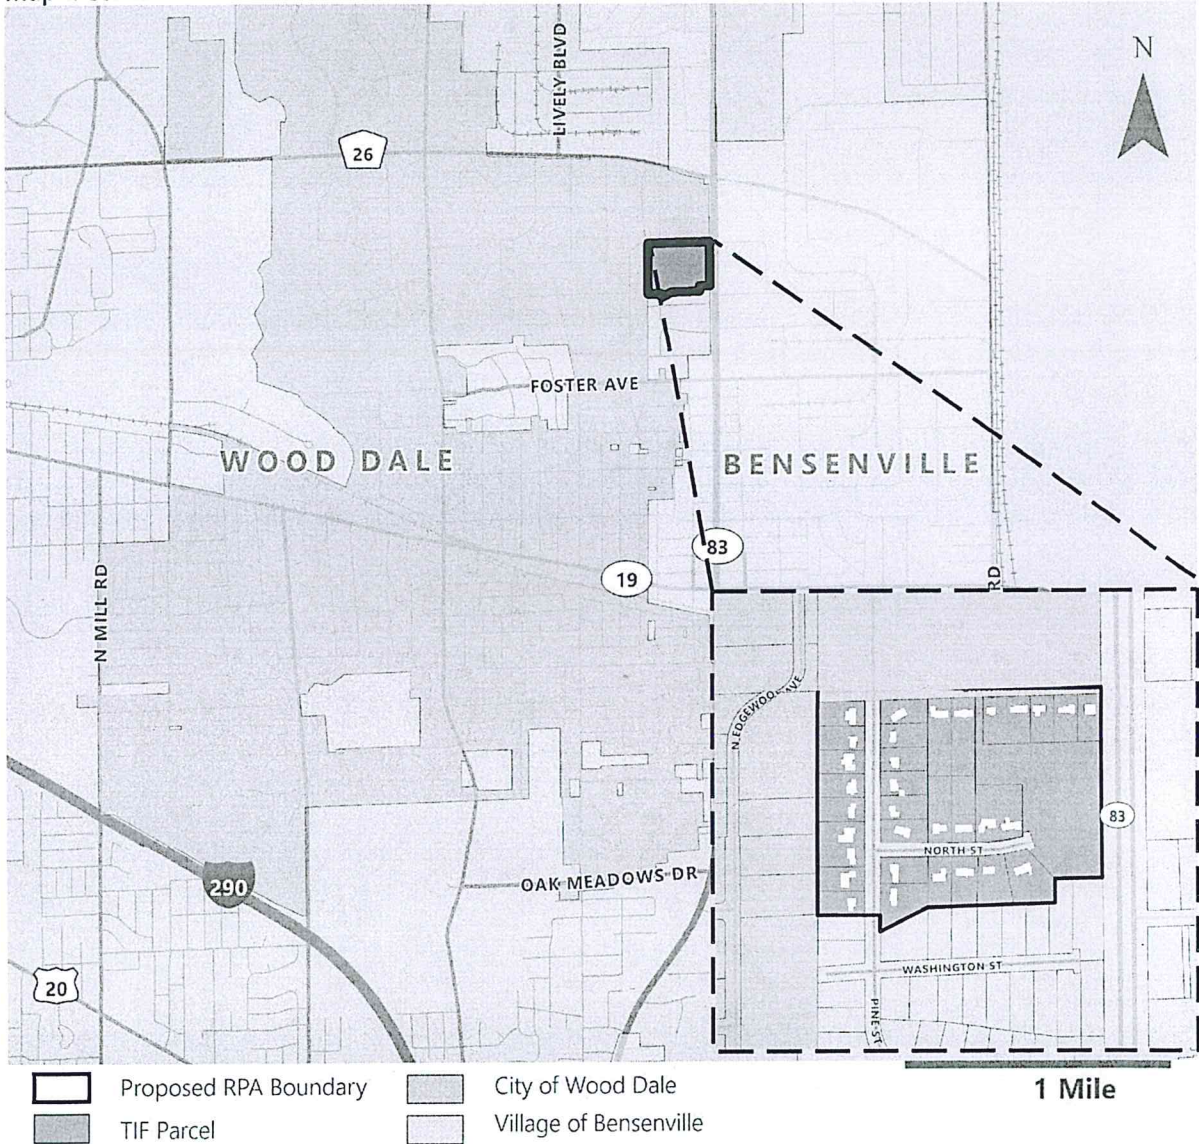 N
LIVELY BLVD
26
FOSTER AVE
WOOD DALE
BENSENVILLE
83
19
RD
N MILL RD
N EDGEWOOD AVE
83
NORTH ST
290
OAK MEADOWS DR
WASHINGTON ST
20
PINE ST
Proposed RPA Boundary
City of Wood Dale
1 Mile
TIF Parcel
Village of Bensenville